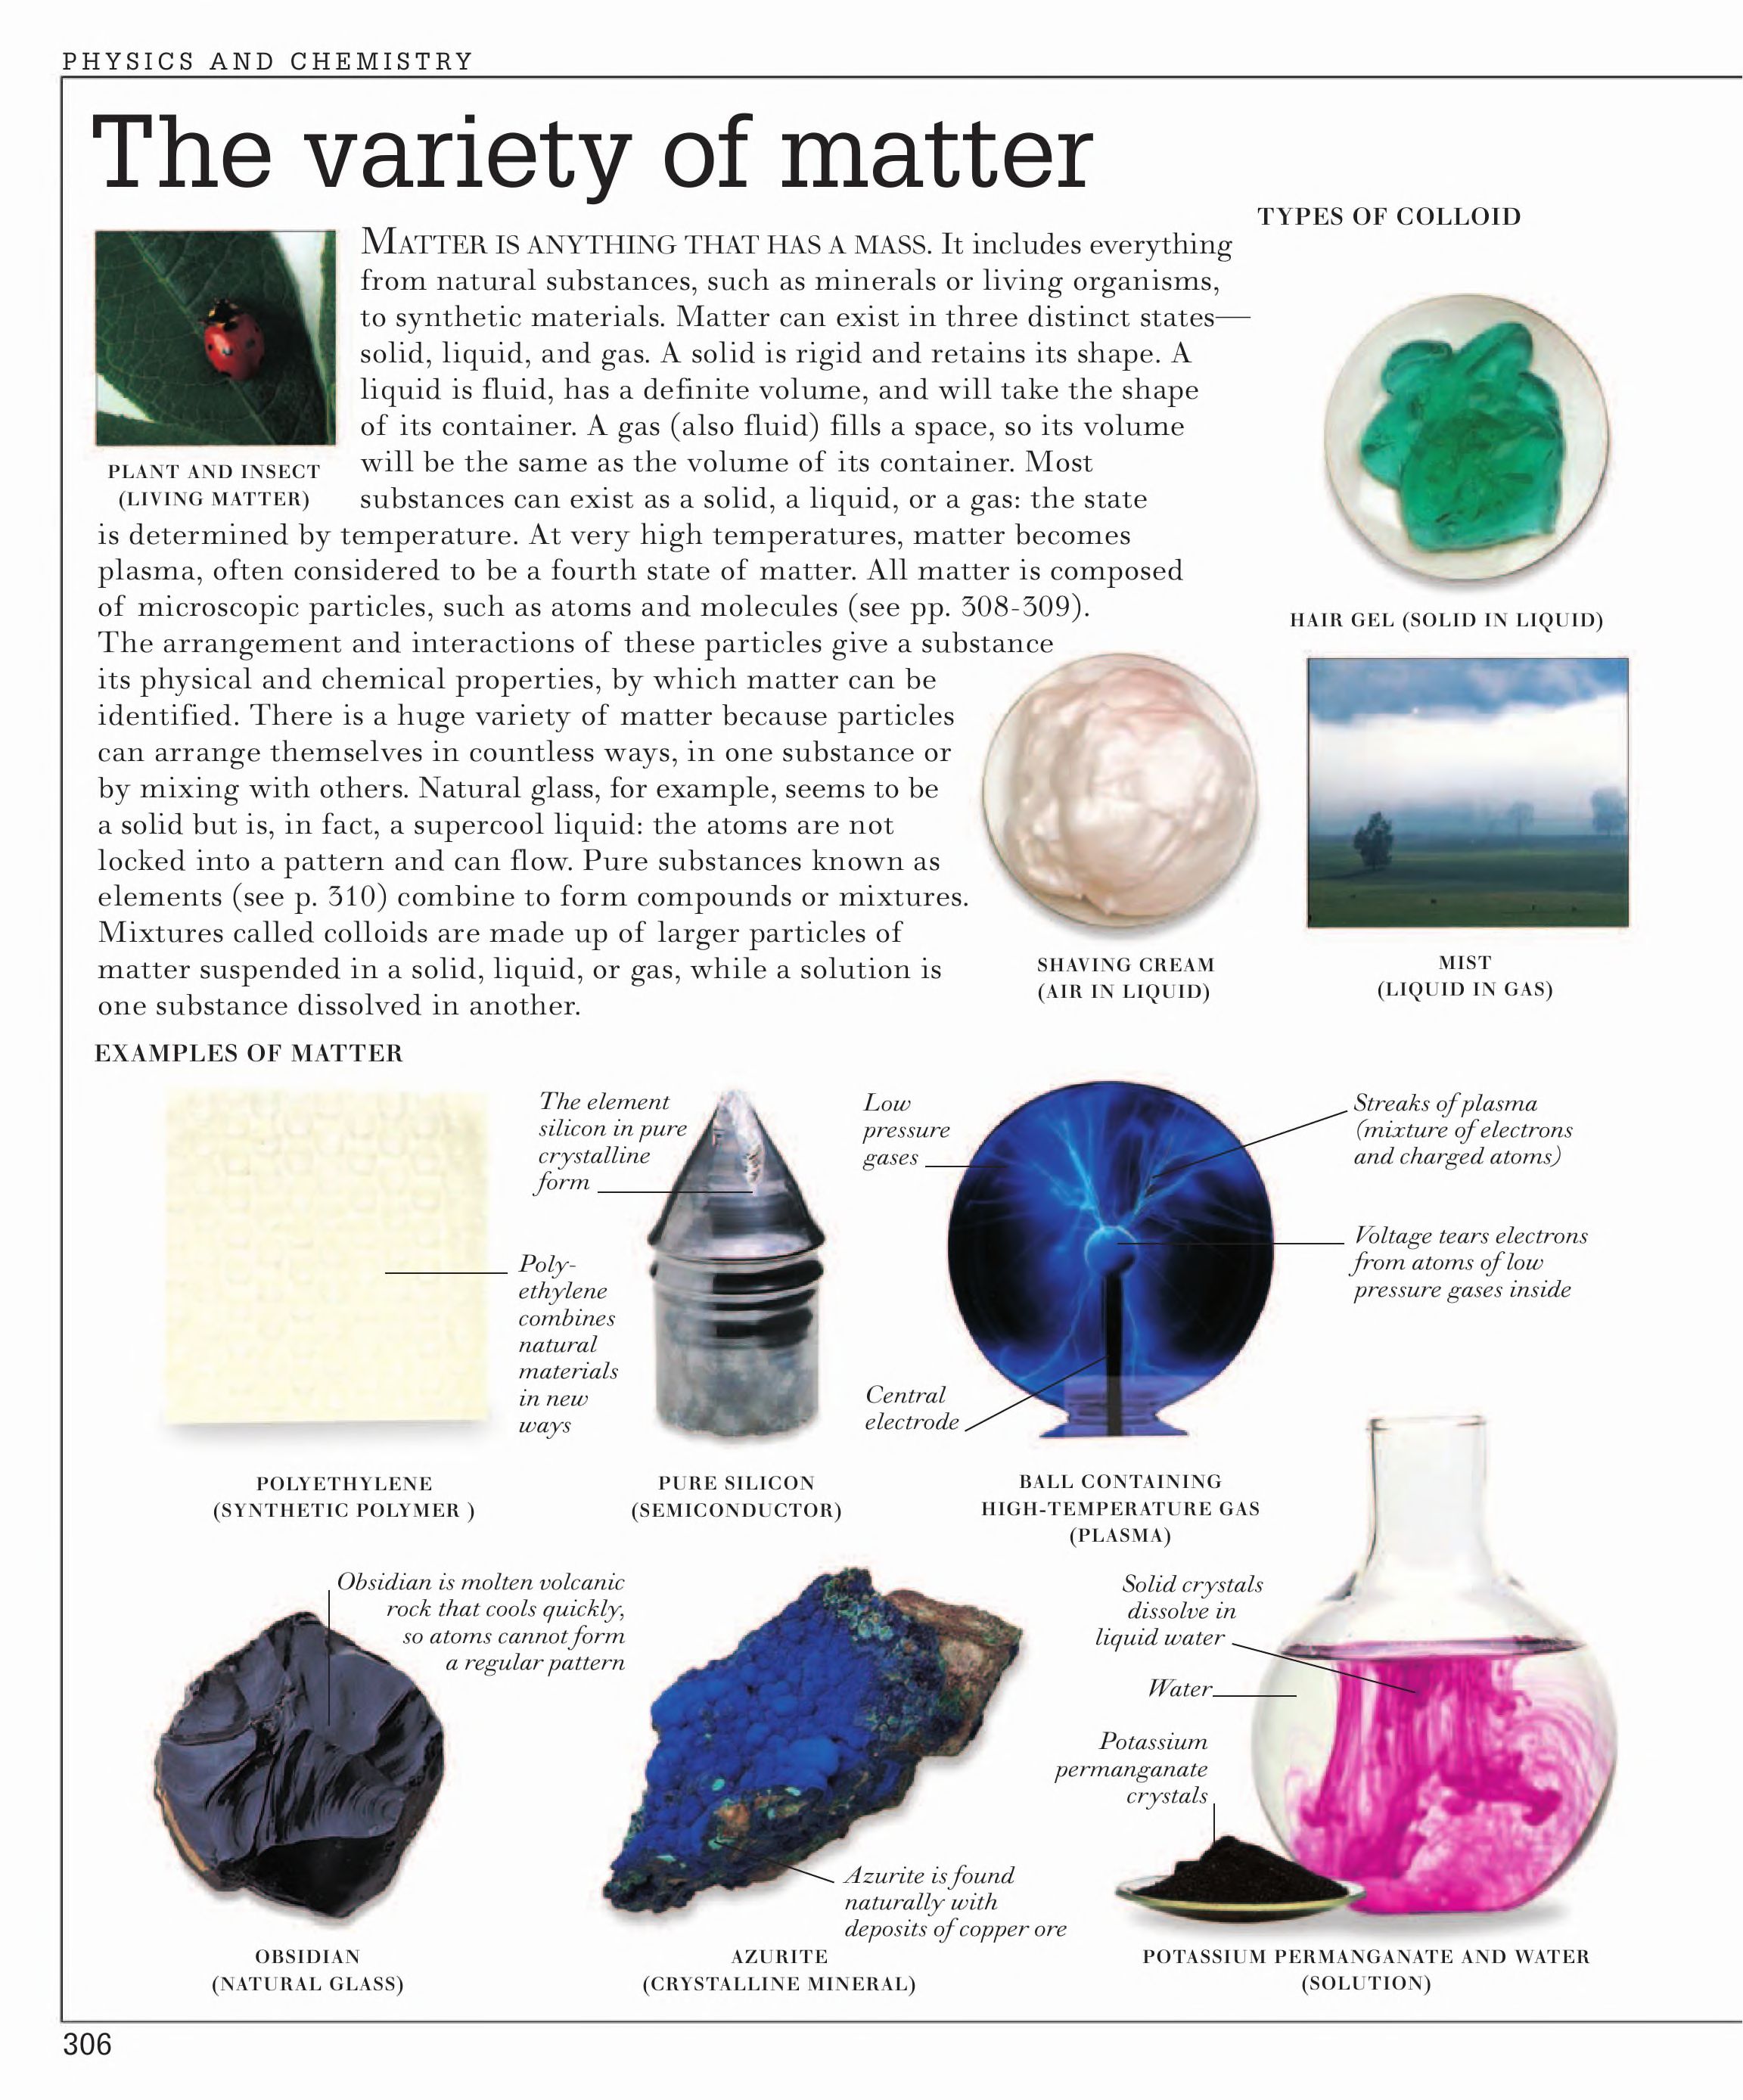 PHYSICS AND CHEMISTRY
The variety of matter
MATTER IS ANYTHING THAT HAS A MASS. It includes everything
from natural substances, such as minerals or living organisms,
to synthetic materials. Matter can exist in three distinct states—
solid, liquid, and gas. A solid is rigid and retains its shape. A
liquid is fluid, has a definite volume, and will take the shape
of its container. A gas (also fluid) fills a space, so its volume
will be the same as the volume of its container. Most
substances can exist as a solid, a liquid, or a gas: the state
is determined by temperature. At very high temperatures, matter becomes
plasma, often considered to be a fourth state of matter. All matter is composed
of microscopic particles, such as atoms and molecules (see pp. 308-309).
The arrangement and interactions of these particles give a substance
its physical and chemical properties, by which matter can be
identified. There is a huge variety of matter because particles
can arrange themselves in countless ways, in one substance or
by mixing with others. Natural glass, for example, seems to be
a solid but is, in fact, a supercool liquid: the atoms are not
locked into a pattern and can flow. Pure substances known as
elements (see p. 310) combine to form compounds or mixtures.
Mixtures called colloids are made up of larger particles of
matter suspended in a solid, liquid, or gas, while a solution is
one substance dissolved in another.
PLANT AND INSECT
(LIVING MATTER)
TYPES OF COLLOID
HAIR GEL (SOLID IN LIQUID)
SHAVING CREAM
(AIR IN LIQUID)
MIST
(LIQUID IN GAS)
EXAMPLES OF MATTER
Poly-
ethylene
combines
natural
materials
in new
ways
POLYETHYLENE
(SYNTHETIC POLYMER )
The element
silicon in pure
crystalline
form
PURE SILICON
(SEMICONDUCTOR)
Low
pressure
gases
Streaks of plasma
(mixture of electrons
and charged atoms)
Voltage tears electrons
from atoms of low
pressure gases inside
Central
electrode
BALL CONTAINING
HIGH-TEMPERATURE GAS
(PLASMA)
Obsidian is molten volcanic
rock that cools quickly,
so atoms cannot form
a regular pattern
OBSIDIAN
(NATURAL GLASS)
Azurite is found
naturally with
deposits of copper ore
AZURITE
(CRYSTALLINE MINERAL)
Solid crystals
dissolve in
liquid water
Water
Potassium
permanganate
crystals
POTASSIUM PERMANGANATE AND WATER
(SOLUTION)
306